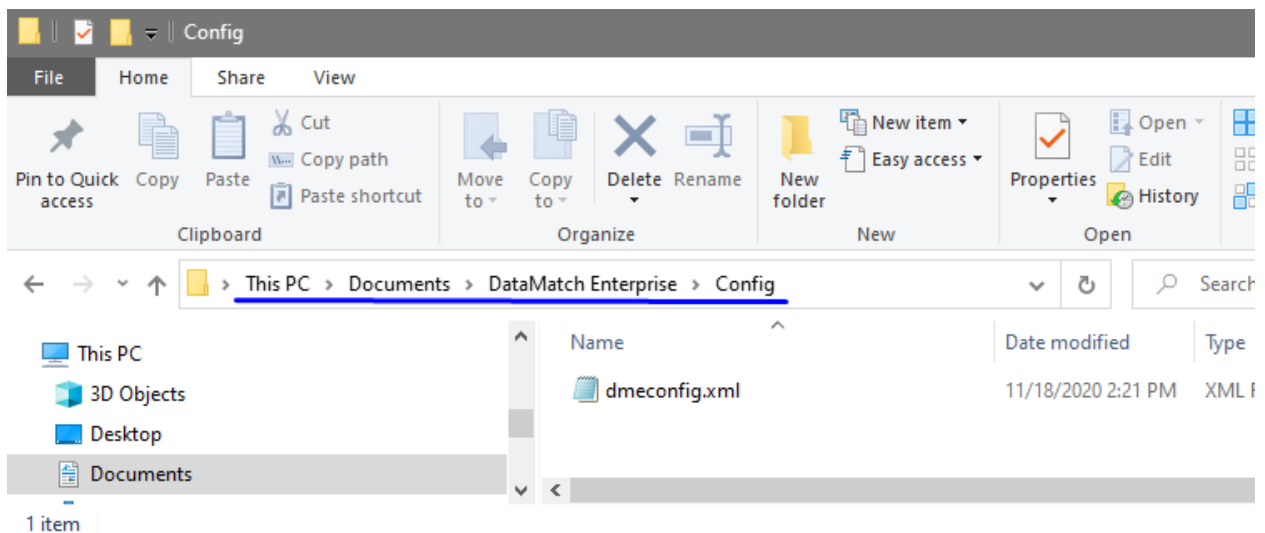 Config
File Home Share View
Pin to Quick access
Copy
Paste
Cut
Copy path
Paste shortcut
Clipboard
Move to
Copy to
Delete
Rename
Organize
New folder
New item
Easy access
New
Properties
Open
Edit
History
Open
This PC > Documents > DataMatch Enterprise > Config
Search
This PC
3D Objects
Desktop
Documents
Name Date modified Type
dmeconfig.xml 11/18/2020 2:21 PM XML
1 item